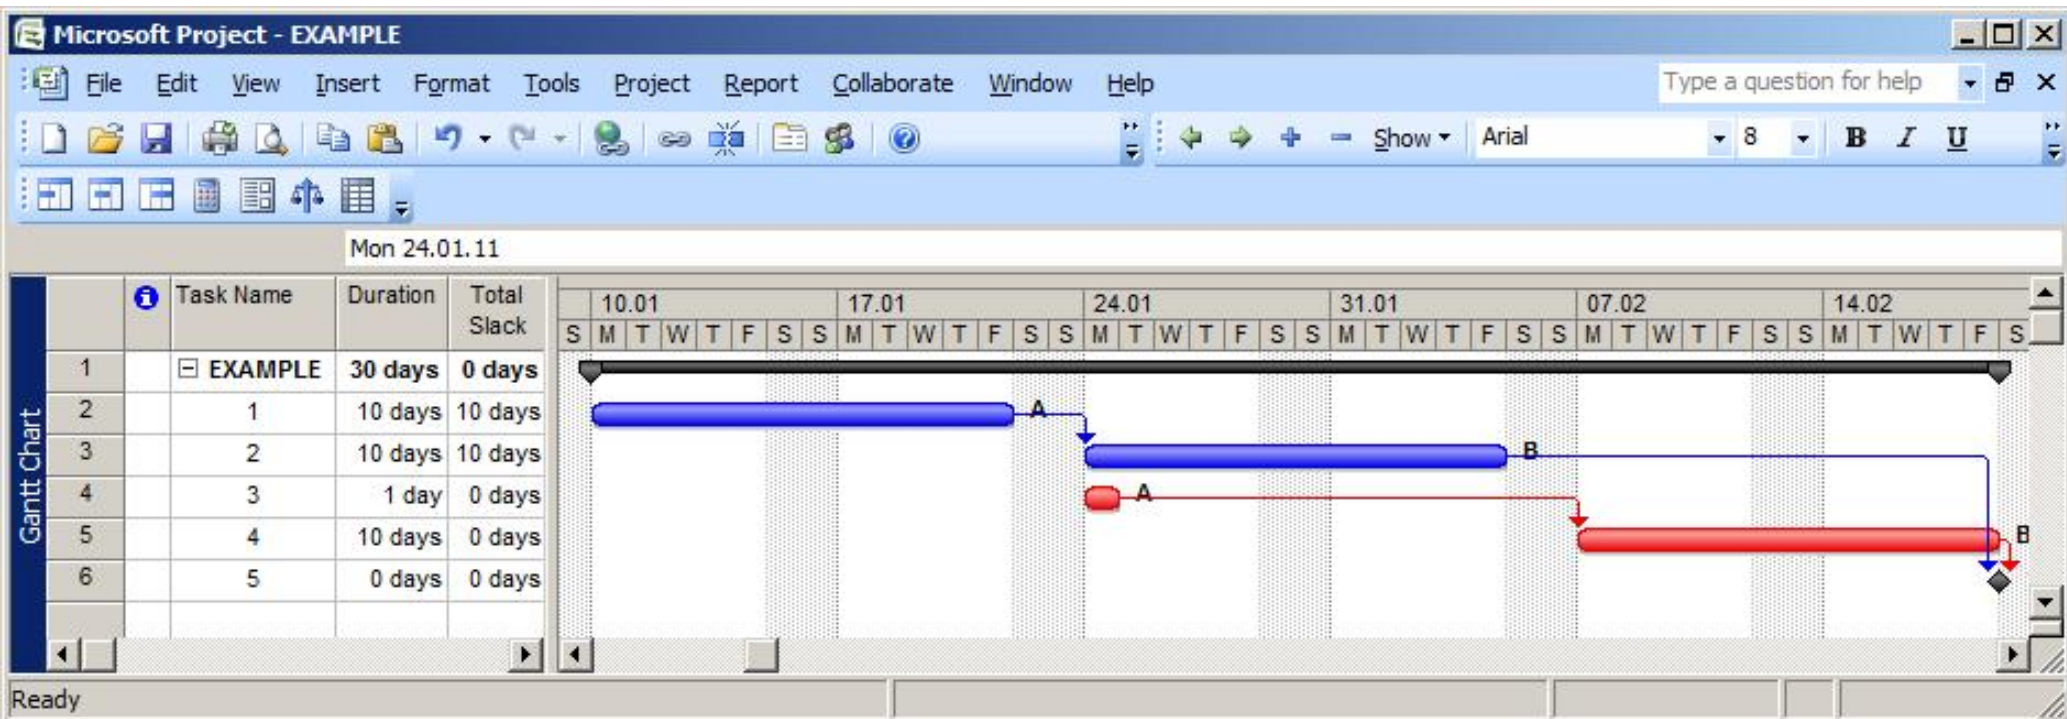 Microsoft Project - EXAMPLE
File Edit View Insert Format Tools Project Report Collaborate Window Help Type a question for help
Show Arial 8 B I U
Mon 24.01.11
Task Name Duration Total Slack 10.01 17.01 24.01 31.01 07.02 14.02
S M T W T F S S M T W T F S S M T W T F S S M T W T F S S M T W T F S S M T W T F S
1 EXAMPLE 30 days 0 days
2 1 10 days 10 days A
3 2 10 days 10 days B
4 3 1 day 0 days A
5 4 10 days 0 days B
6 5 0 days 0 days
Gantt Chart
Ready